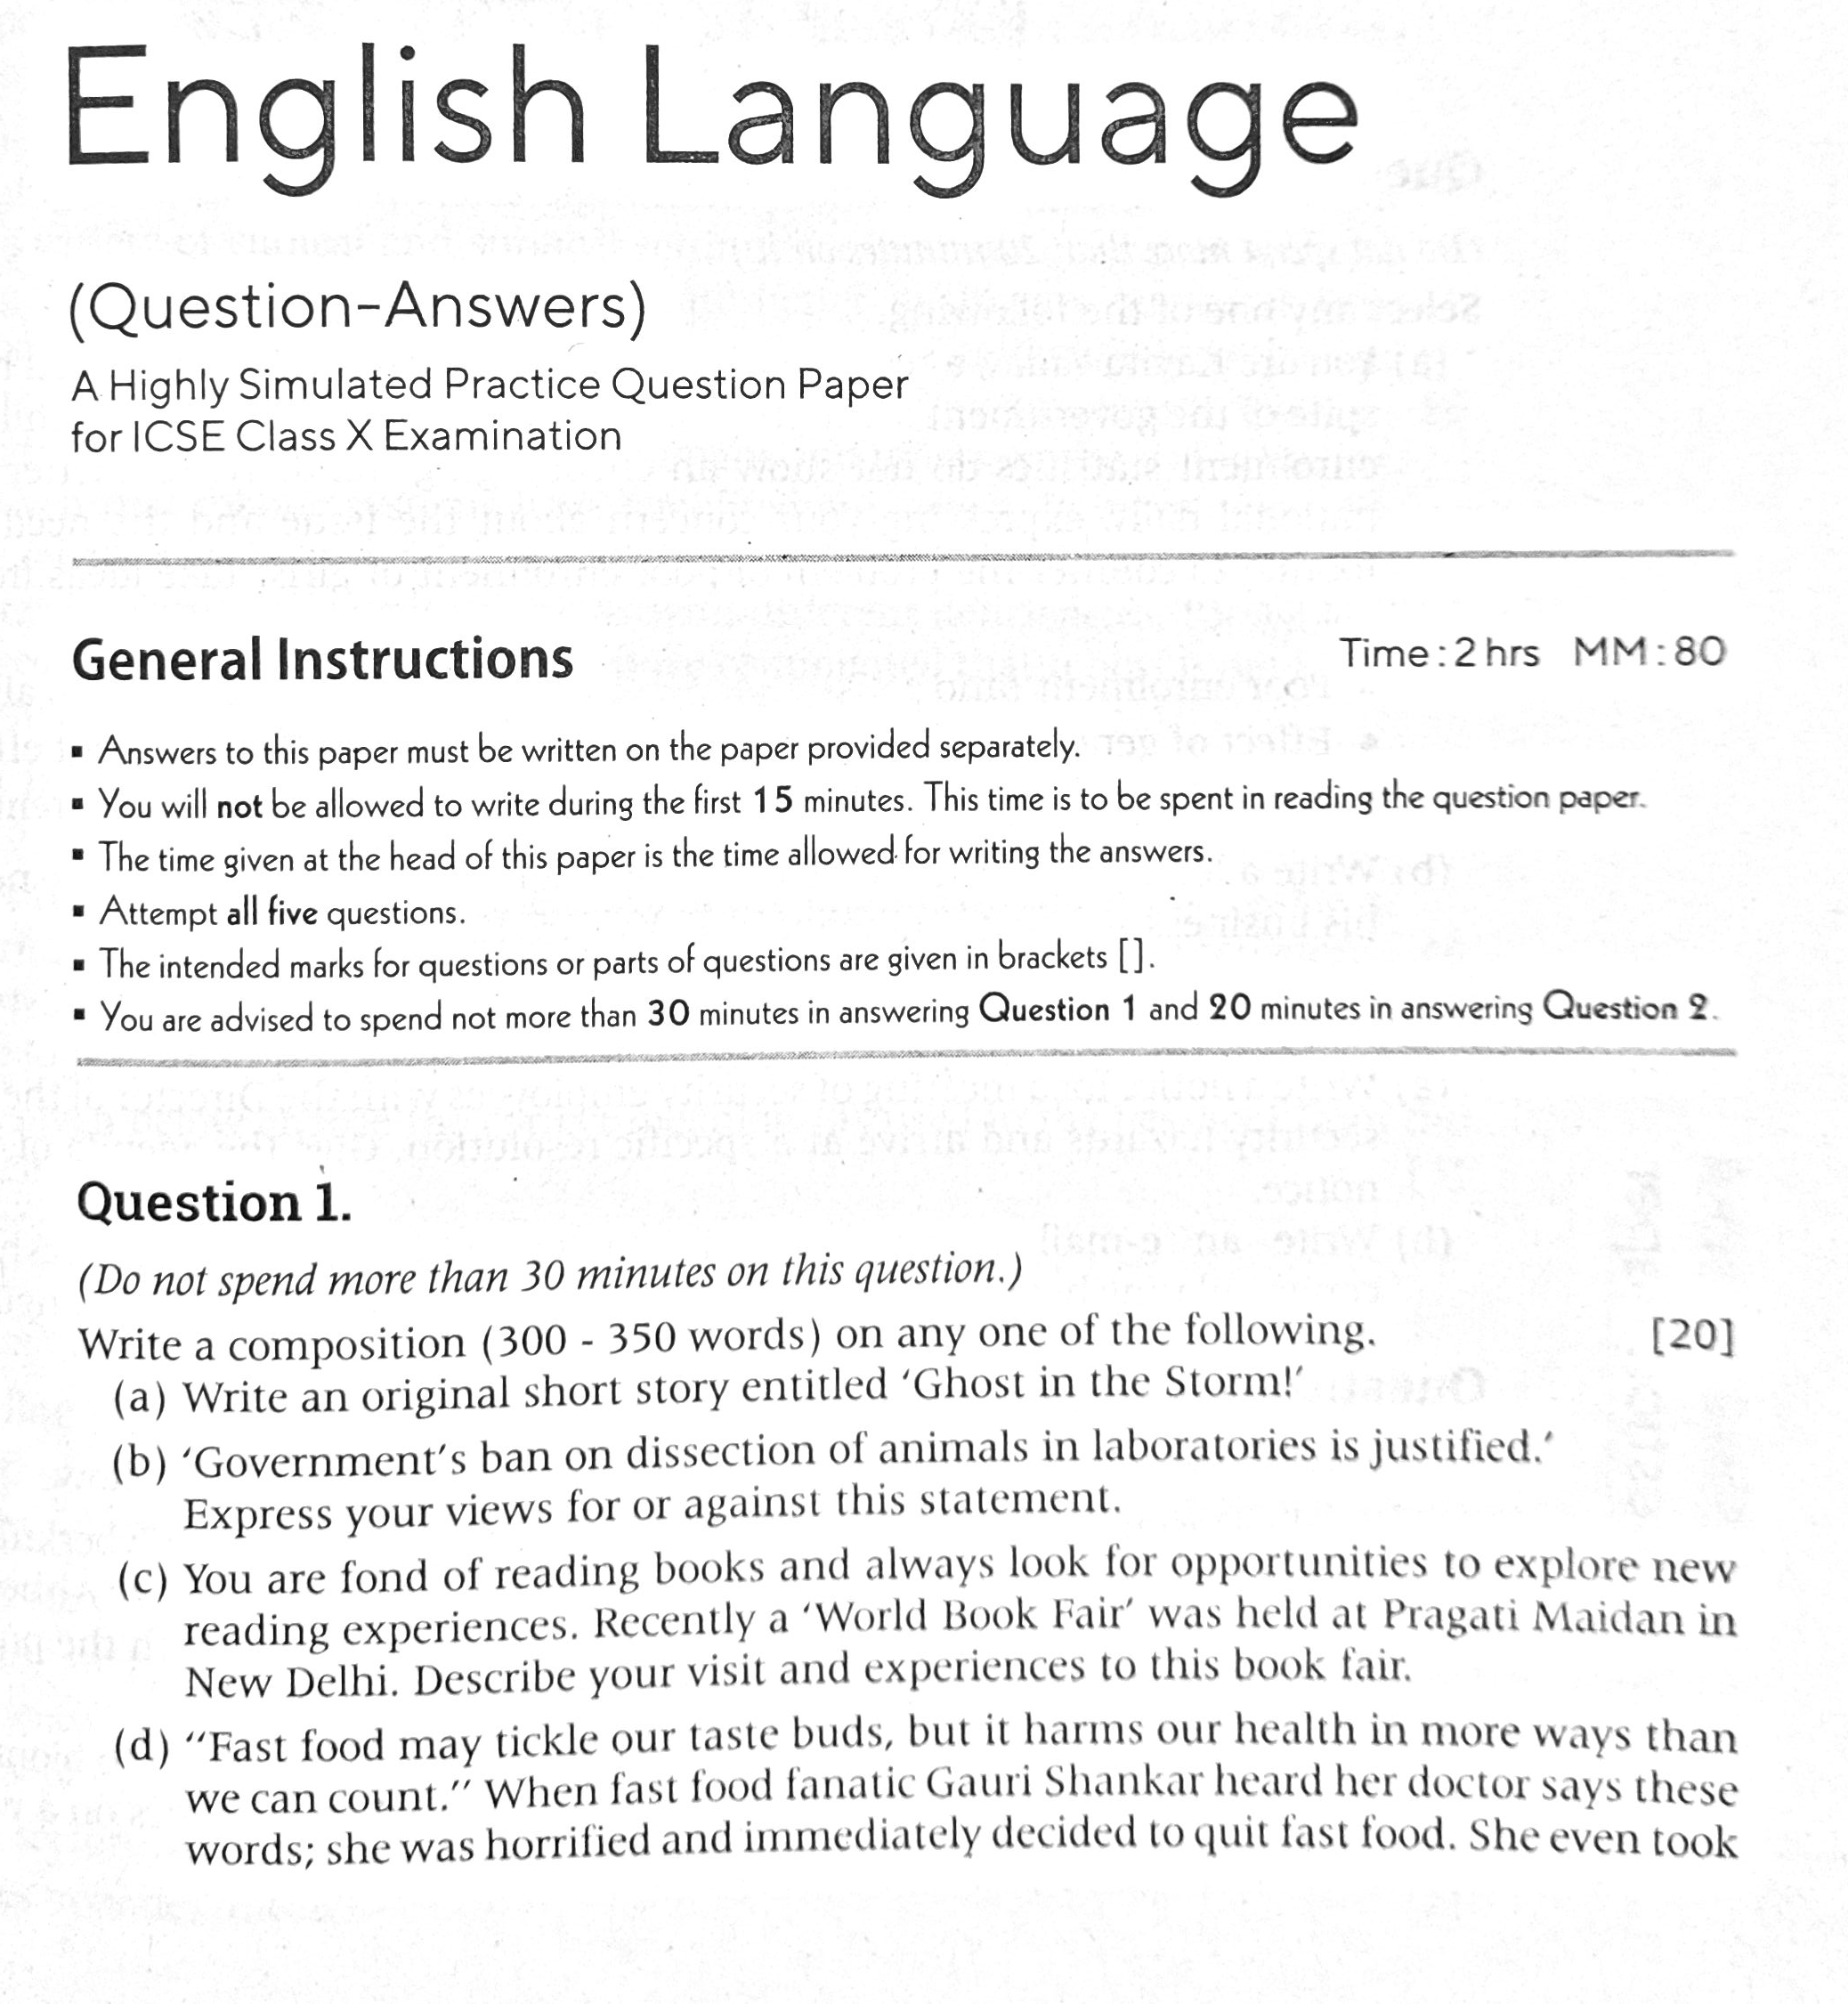 English Language
(Question-Answers)
A Highly Simulated Practice Question Paper
for ICSE Class X Examination
General Instructions Time : 2 hrs MM : 80
▪ Answers to this paper must be written on the paper provided separately.
▪ You will not be allowed to write during the first 15 minutes. This time is to be spent in reading the question paper.
▪ The time given at the head of this paper is the time allowed for writing the answers.
▪ Attempt all five questions.
▪ The intended marks for questions or parts of questions are given in brackets [].
▪ You are advised to spend not more than 30 minutes in answering Question 1 and 20 minutes in answering Question 2.
Question 1.
(Do not spend more than 30 minutes on this question.)
Write a composition (300 - 350 words) on any one of the following. [20]
(a) Write an original short story entitled ‘Ghost in the Storm!’
(b) ‘Government’s ban on dissection of animals in laboratories is justified.’
Express your views for or against this statement.
(c) You are fond of reading books and always look for opportunities to explore new
reading experiences. Recently a ‘World Book Fair’ was held at Pragati Maidan in
New Delhi. Describe your visit and experiences to this book fair.
(d) “Fast food may tickle our taste buds, but it harms our health in more ways than
we can count.” When fast food fanatic Gauri Shankar heard her doctor says these
words; she was horrified and immediately decided to quit fast food. She even took